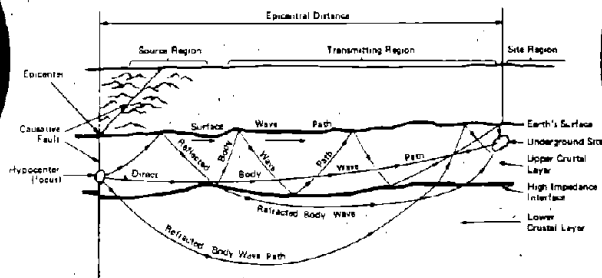 Epicentral Distance
Source Region
Transmitting Region
Site Region
Epicenter
Causative
Fault
Hypocenter
(focus)
Surface Wave Path
Earth's Surface
Underground Site
Upper Crustal
Layer
High Impedance
Interface
Lower
Crustal Layer
Refracted Body Wave Path
Direct Body Wave Path
Refracted Body Wave
Refracted Body Wave Path